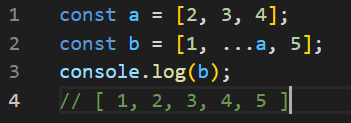 1 const a = [2, 3, 4];
2 const b = [1, ...a, 5];
3 console.log(b);
4 // [ 1, 2, 3, 4, 5 ]